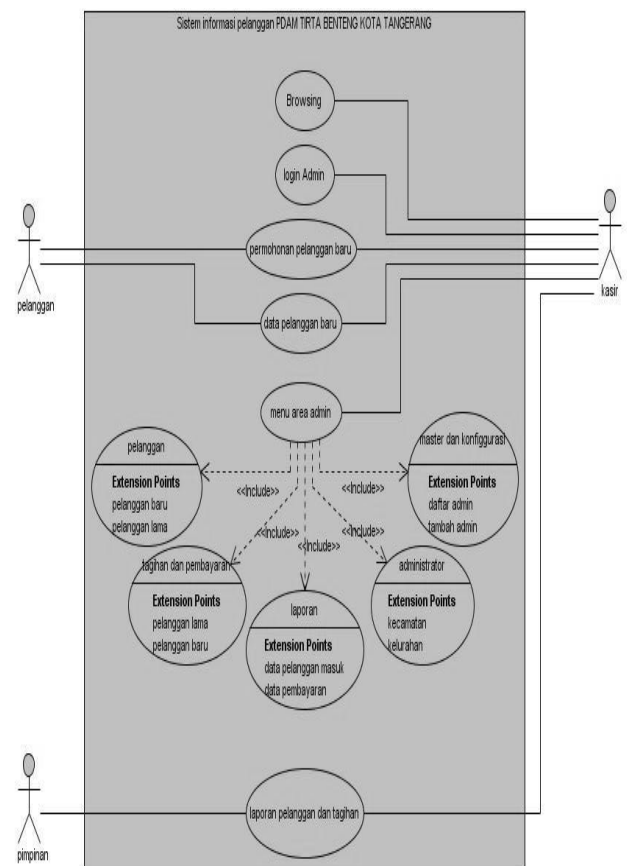 Sistem informasi pelanggan PDAM TIRTA BENTENG KOTA TANGERANG
Browsing
login Admin
permohonan pelanggan baru
pelanggan
kasir
data pelanggan baru
menu area admin
pelanggan
Extension Points
pelanggan baru
pelanggan lama
master dan konfiggurasi
Extension Points
daftar admin
tambah admin
<<Include>>
<<Include>>
<<Include>>
<<Include>>
<<Include>>
tagihan dan pembayaran
Extension Points
pelanggan lama
pelanggan baru
laporan
Extension Points
data pelanggan masuk
data pembayaran
administrator
Extension Points
kecamatan
kelurahan
laporan pelanggan dan tagihan
pimpinan